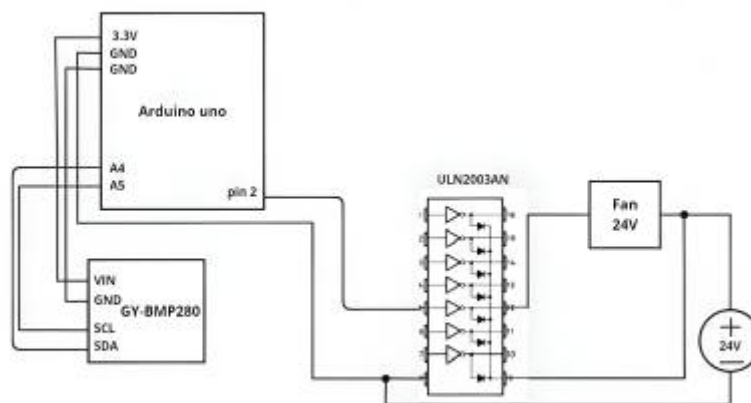 3.3V
GND
GND
Arduino uno
A4
A5
pin 2
ULN2003AN
Fan
24V
VIN
GND
GY-BMP280
SCL
SDA
24V